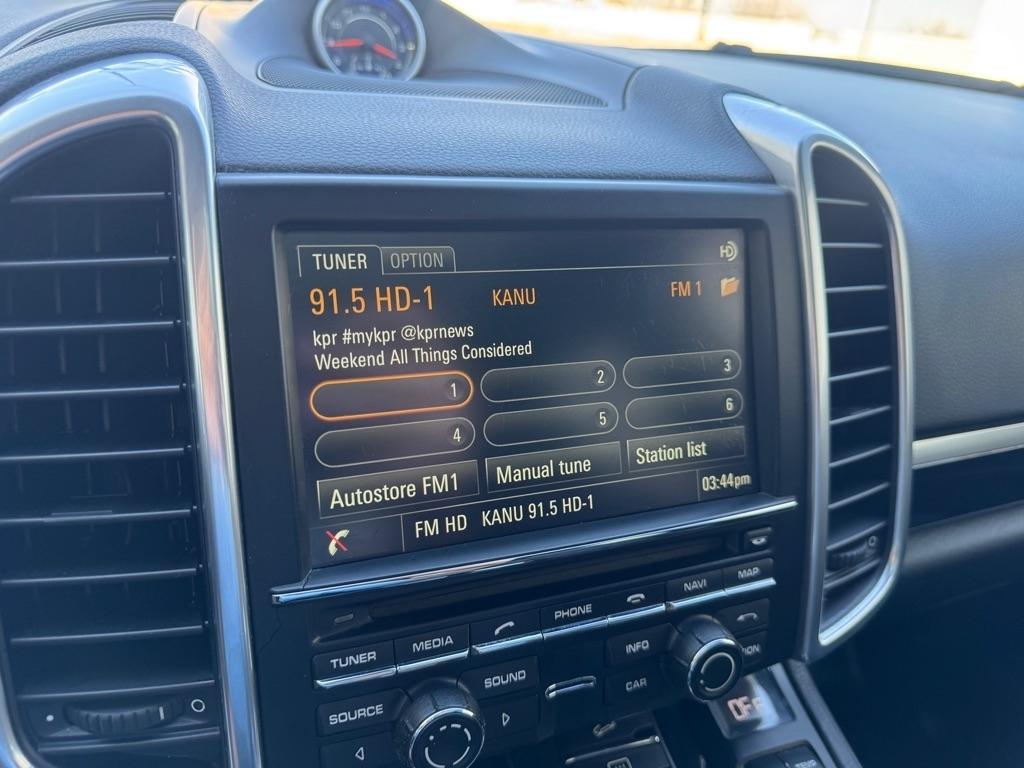 TUNER OPTION HD
91.5 HD-1 KANU FM 1
kpr #mykpr @kprnews
Weekend All Things Considered
1 2 3
4 5 6
Autostore FM1 Manual tune Station list
03:44pm
FM HD KANU 91.5 HD-1
TUNER MEDIA PHONE NAVI MAP
SOURCE SOUND INFO
CAR
OFF